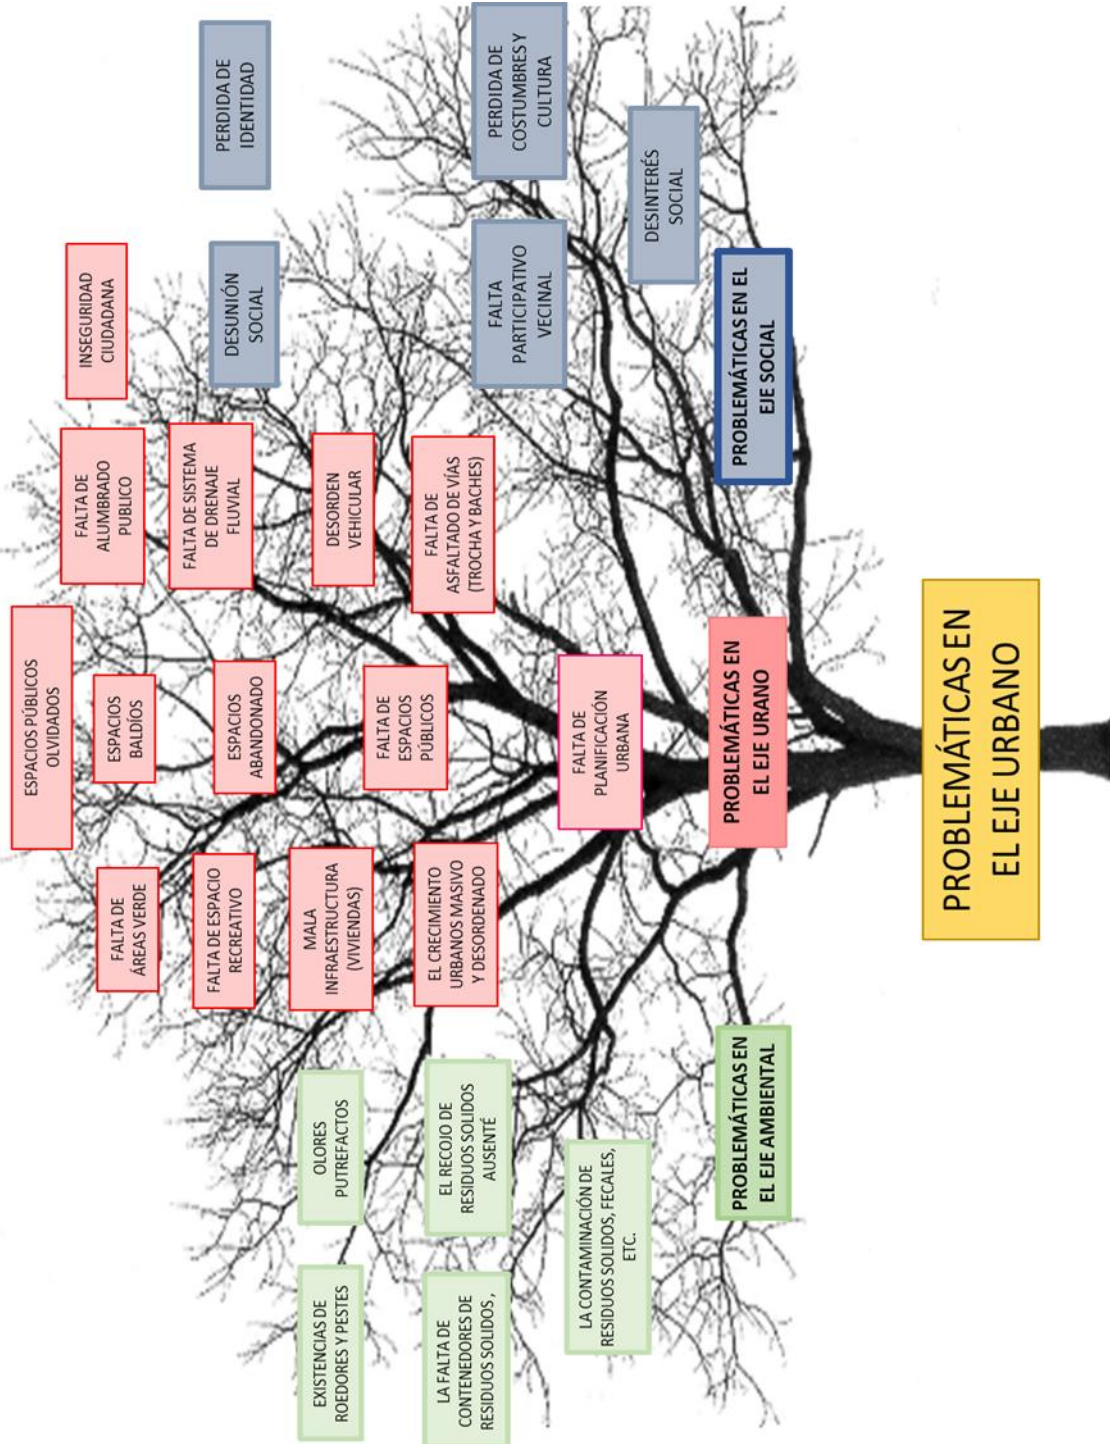 ESPACIOS PÚBLICOS
OLVIDADOS
FALTA DE
ALUMBRADO
PUBLICO
INSEGURIDAD
CIUDADANA
FALTA DE
ÁREAS VERDE
ESPACIOS
BALDÍOS
FALTA DE SISTEMA
DE DRENAJE
FLUVIAL
PERDIDA DE
IDENTIDAD
FALTA DE ESPACIO
RECREATIVO
ESPACIOS
ABANDONADO
DESUNIÓN
SOCIAL
EXISTENCIAS DE
ROEDORES Y PESTES
OLORES
PUTREFACTOS
MALA
INFRAESTRUCTURA
(VIVIENDAS)
DESORDEN
VEHICULAR
FALTA DE
ESPACIOS
PÚBLICOS
LA FALTA DE
CONTENEDORES DE
RESIDUOS SOLIDOS ,
EL RECOJO DE
RESIDUOS SOLIDOS
AUSENTÉ
EL CRECIMIENTO
URBANOS MASIVO
Y DESORDENADO
FALTA DE
ASFALTADO DE VÍAS
(TROCHA Y BACHES)
FALTA
PARTICIPATIVO
VECINAL
PERDIDA DE
COSTUMBRES Y
CULTURA
LA CONTAMINACIÓN DE
RESIDUOS SOLIDOS, FECALES,
ETC.
FALTA DE
PLANIFICACIÓN
URBANA
DESINTERÉS
SOCIAL
PROBLEMÁTICAS EN
EL EJE AMBIENTAL
PROBLEMÁTICAS EN
EL EJE URANO
PROBLEMÁTICAS EN EL
EJE SOCIAL
PROBLEMÁTICAS EN
EL EJE URBANO